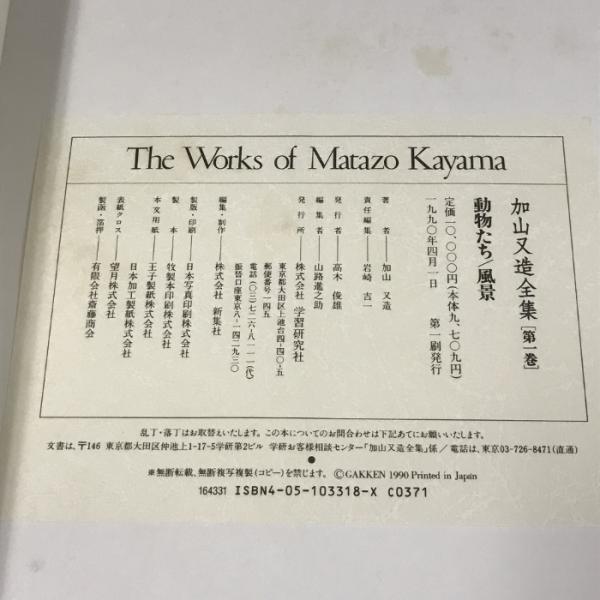 The Works of Matazo Kayama
加山又造全集[第一巻]
動物たち/風景
定価一〇、〇〇〇円(本体九、七〇九円)
一九九〇年四月一日 第一刷発行
著者――加山 又造
責任編集――岩崎 吉一
発行者――高木 俊雄
編集者――山路進之助
発行所――株式会社 学習研究社
東京都大田区上池台四-四〇-五
郵便番号一四五
電話(〇三)七二六-八一一一(代)
振替口座東京八-一四二九三〇
編集・制作――株式会社 新集社
製版・印刷――日本写真印刷株式会社
製本――牧製本印刷株式会社
本文用紙――王子製紙株式会社
日本加工製紙株式会社
表紙クロス――望月株式会社
製函・箔押――有限会社斎藤商会
乱丁・落丁はお取替えいたします。この本についてのお問合わせは下記あてにお願いいたします。
文書は、〒146 東京都大田区仲池上1-17-5学研第2ビル 学研お客様相談センター「加山又造全集」係/電話は、東京03-726-8471(直通)
※無断転載、無断複写複製(コピー)を禁じます。 ©GAKKEN 1990 Printed in Japan
164331 ISBN4-05-103318-X C0371